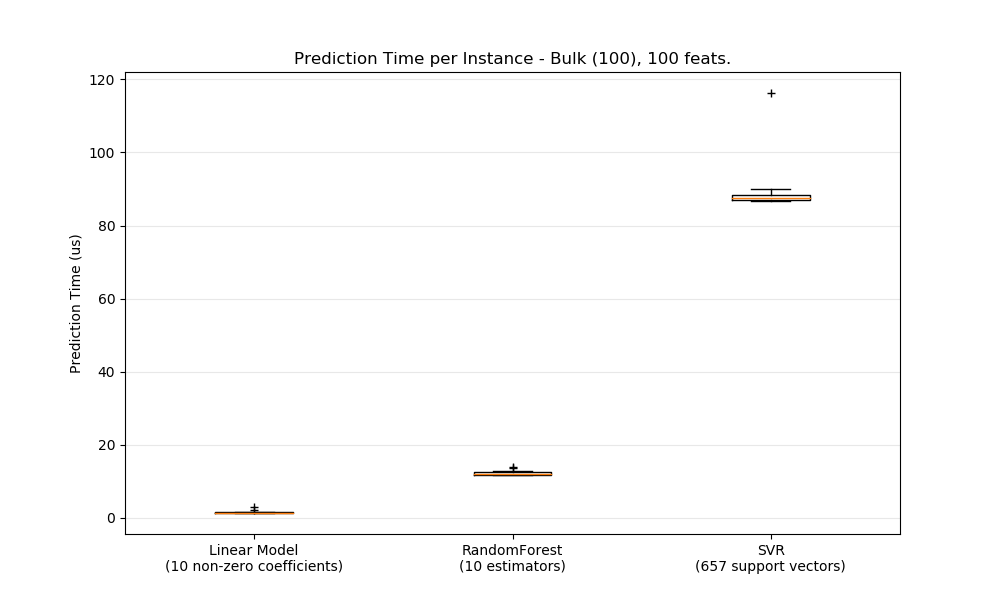 Prediction Time per Instance - Bulk (100), 100 feats.
120
100
80
60
40
20
0
Prediction Time (us)
Linear Model
(10 non-zero coefficients)
RandomForest
(10 estimators)
SVR
(657 support vectors)